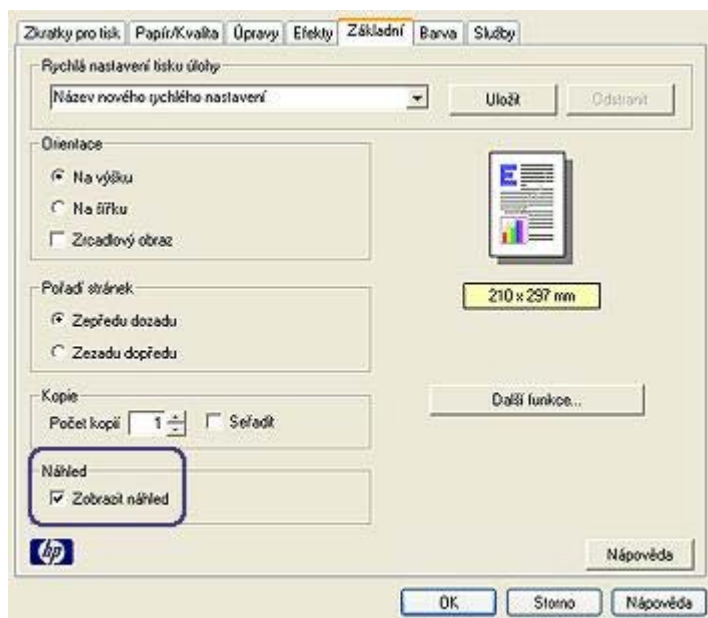 Zkratky pro tisk Papír/Kvalita Úpravy Efekty Základní Barva Služby
Rychlá nastavení tisku úlohy
Název nového rychlého nastavení Uložit Odstranit
Orientace
Na výšku
Na šířku
Zrcadlový obraz
E
210 x 297 mm
Pořadí stránek
Zepředu dozadu
Zezadu dopředu
Kopie
Počet kopií 1 Seřadit
Další funkce...
Náhled
Zobrazit náhled
hp
Nápověda
OK Storno Nápověda